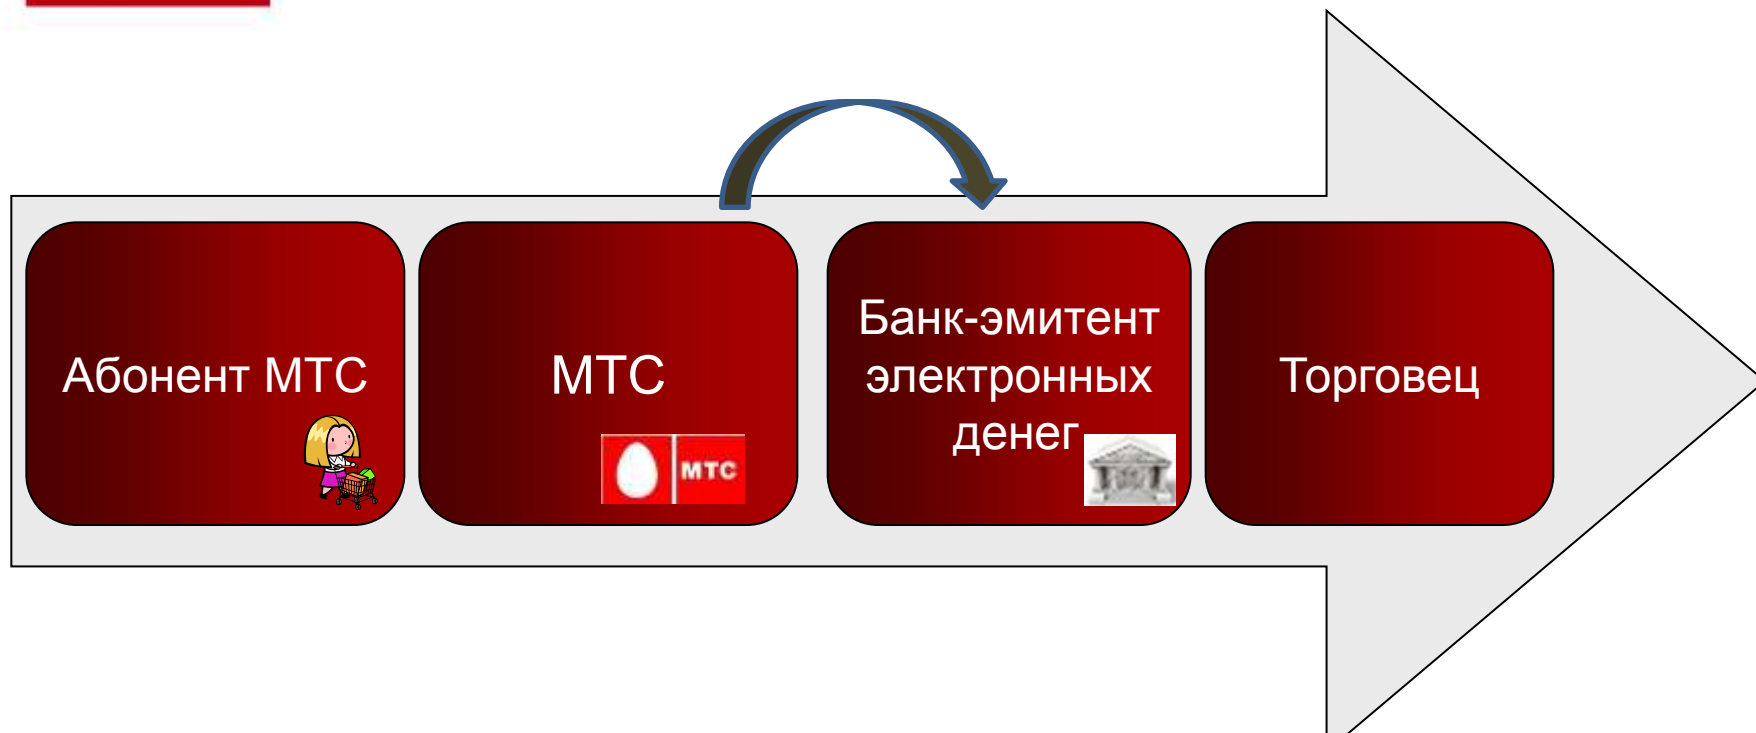 Абонент МТС
МТС
МТС
Банк-эмитент
электронных
денег
Торговец